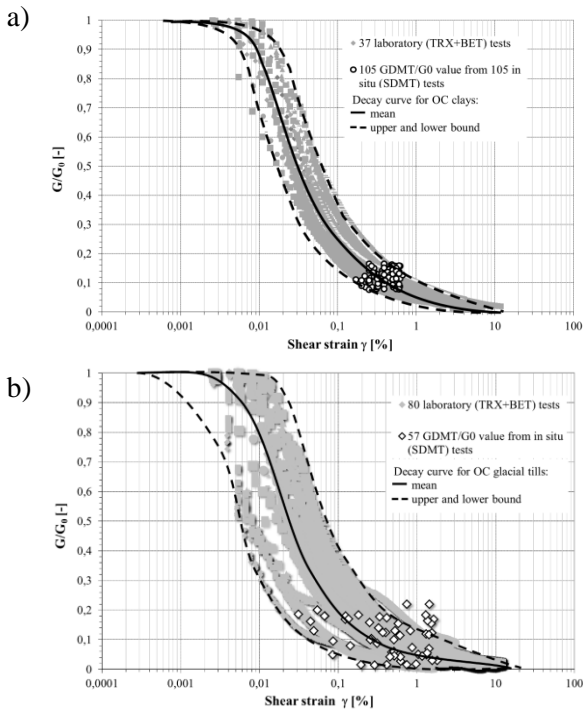 a)
1
0,9
0,8
0,7
0,6
0,5
0,4
0,3
0,2
0,1
0
G/G₀ [-]
37 laboratory (TRX+BET) tests
105 GDMT/G0 value from 105 in
situ (SDMT) tests
Decay curve for OC clays:
mean
upper and lower bound
0,0001 0,001 0,01 0,1 1 10 100
Shear strain γ [%]
b)
1
0,9
0,8
0,7
0,6
0,5
0,4
0,3
0,2
0,1
0
G/G₀ [-]
80 laboratory (TRX+BET) tests
57 GDMT/G0 value from in situ
(SDMT) tests
Decay curve for OC glacial tills:
mean
upper and lower bound
0,0001 0,001 0,01 0,1 1 10 100
Shear strain γ [%]